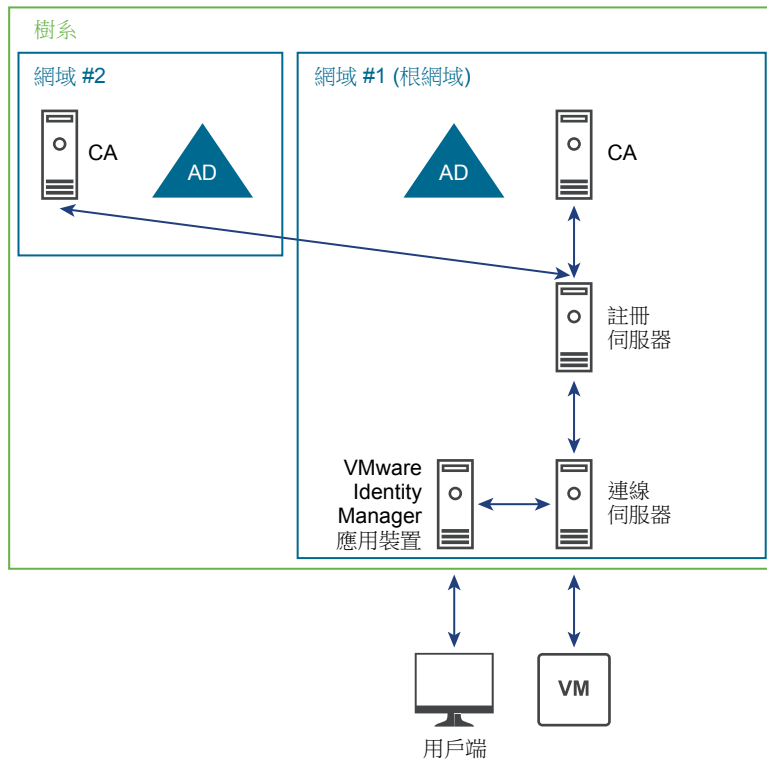 樹系
網域 #2
CA
AD
網域 #1 (根網域)
AD
CA
註冊
伺服器
VMware
Identity
Manager
應用裝置
連線
伺服器
用戶端
VM